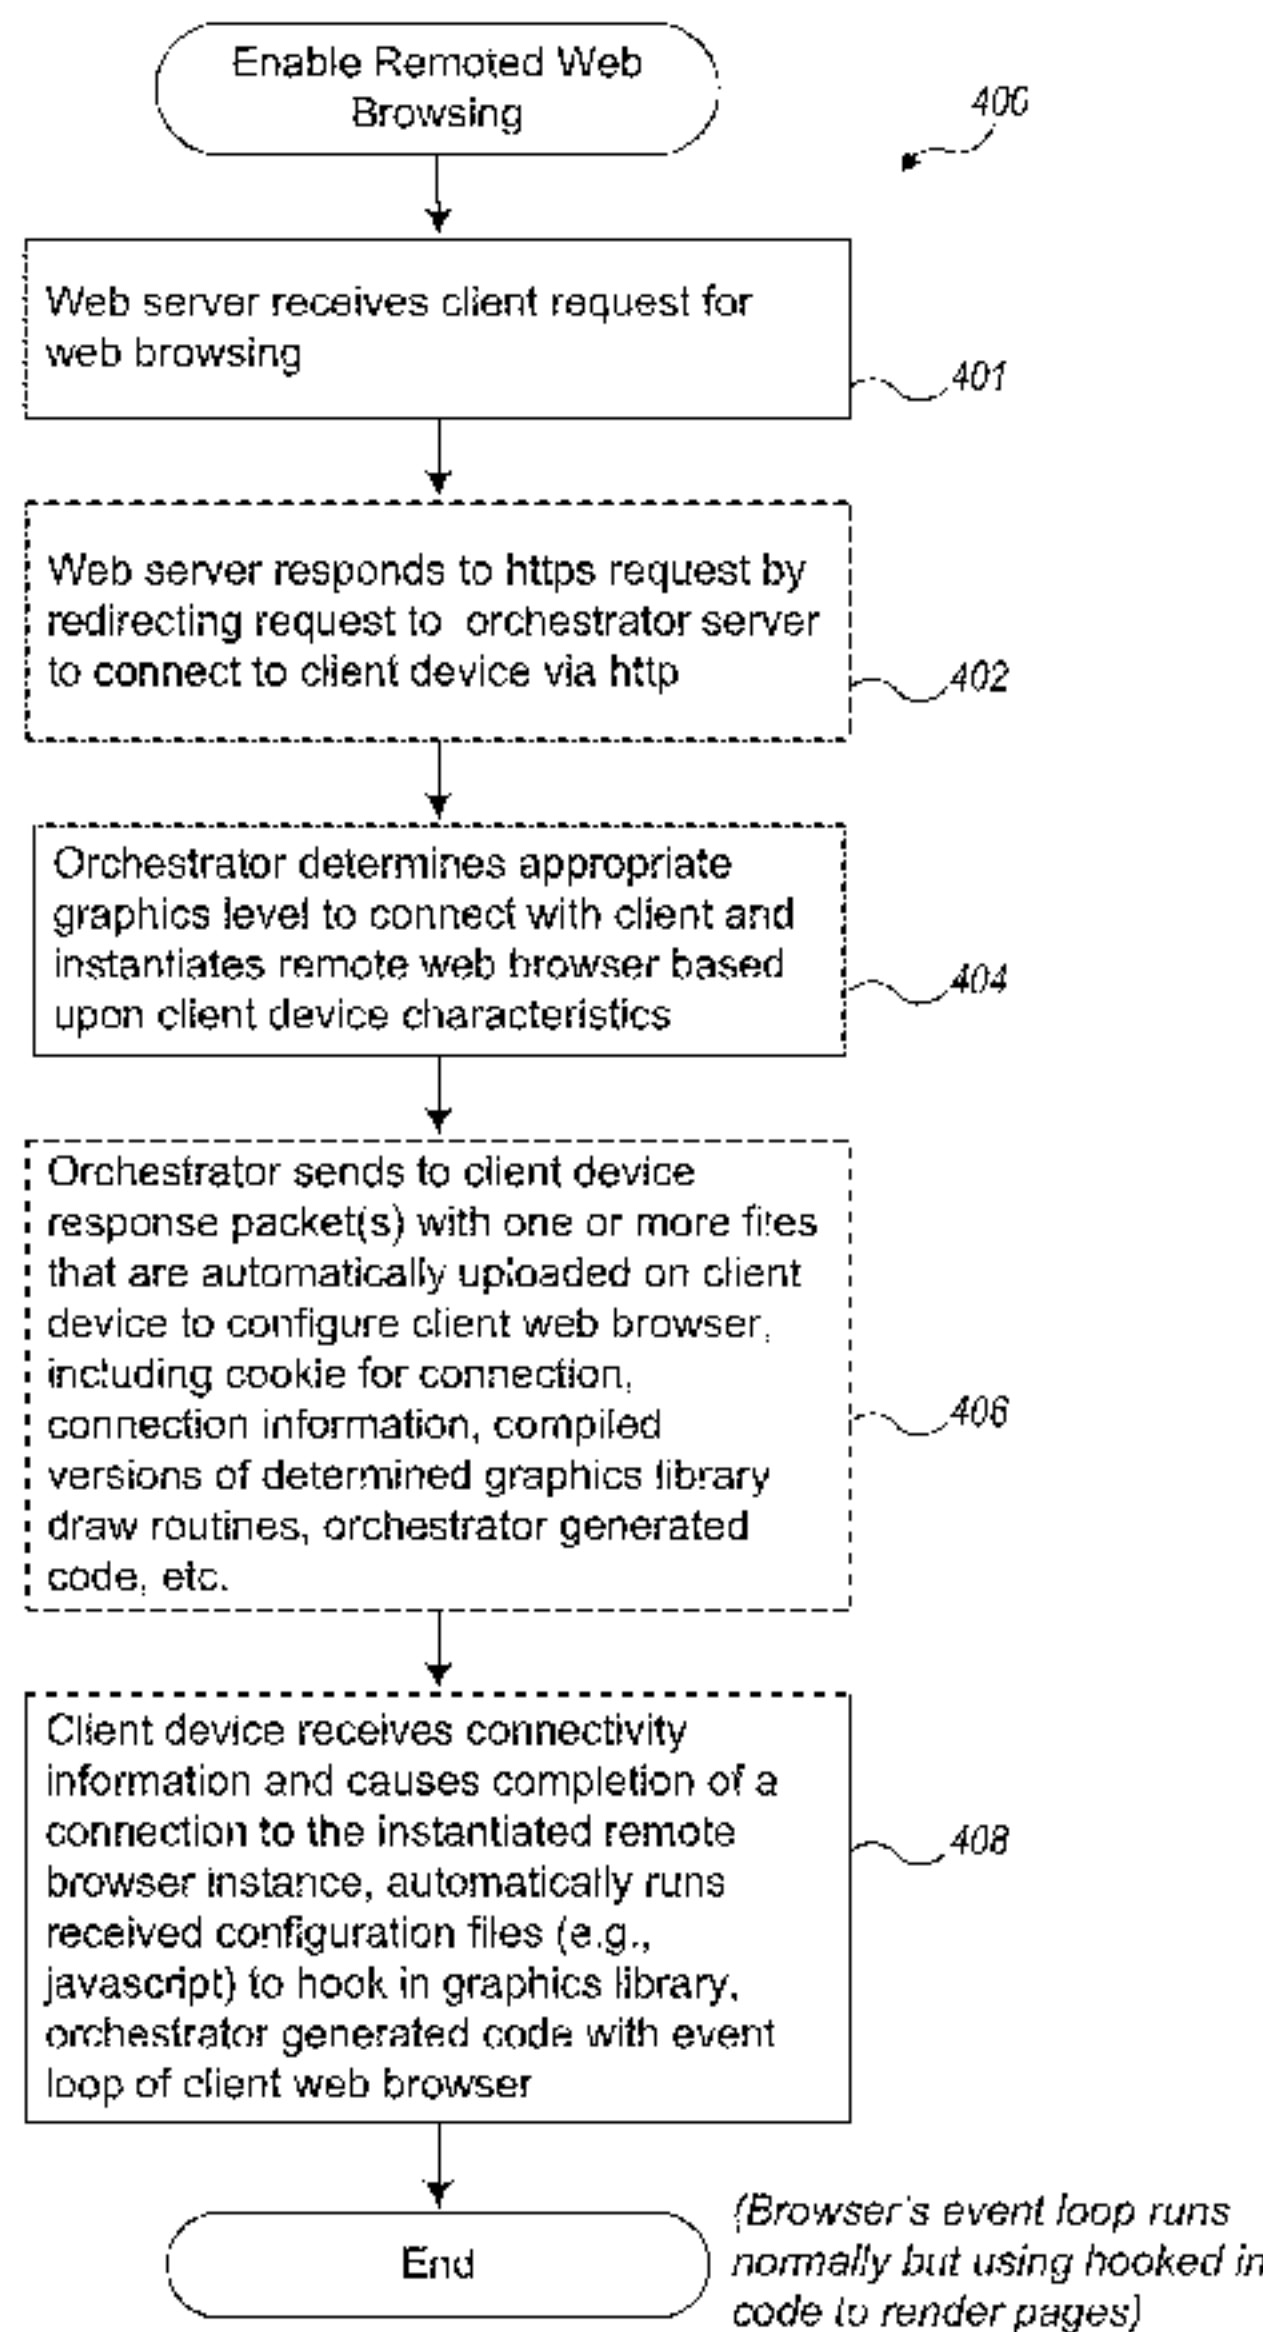 Enable Remoted Web
Browsing
400
Web server receives client request for
web browsing
401
Web server responds to https request by
redirecting request to orchestrator server
to connect to client device via http
402
Orchestrator determines appropriate
graphics level to connect with client and
instantiates remote web browser based
upon client device characteristics
404
Orchestrator sends to client device
response packet(s) with one or more files
that are automatically uploaded on client
device to configure client web browser,
including cookie for connection,
connection information, compiled
versions of determined graphics library
draw routines, orchestrator generated
code, etc.
406
Client device receives connectivity
information and causes completion of a
connection to the instantiated remote
browser instance, automatically runs
received configuration files (e.g.,
javascript) to hook in graphics library,
orchestrator generated code with event
loop of client web browser
408
End
(Browser's event loop runs
normally but using hooked in
code to render pages)